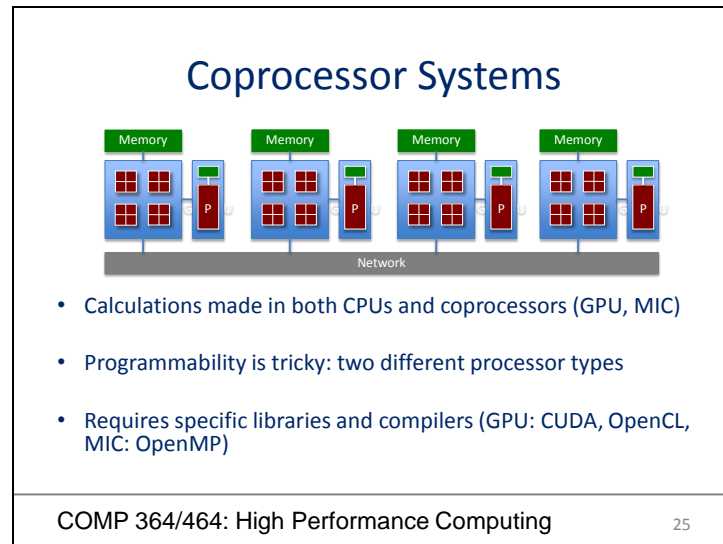 Coprocessor Systems
Memory Memory Memory Memory
G P U G P U G P U G P U
Network
• Calculations made in both CPUs and coprocessors (GPU, MIC)
• Programmability is tricky: two different processor types
• Requires specific libraries and compilers (GPU: CUDA, OpenCL,
MIC: OpenMP)
COMP 364/464: High Performance Computing 25